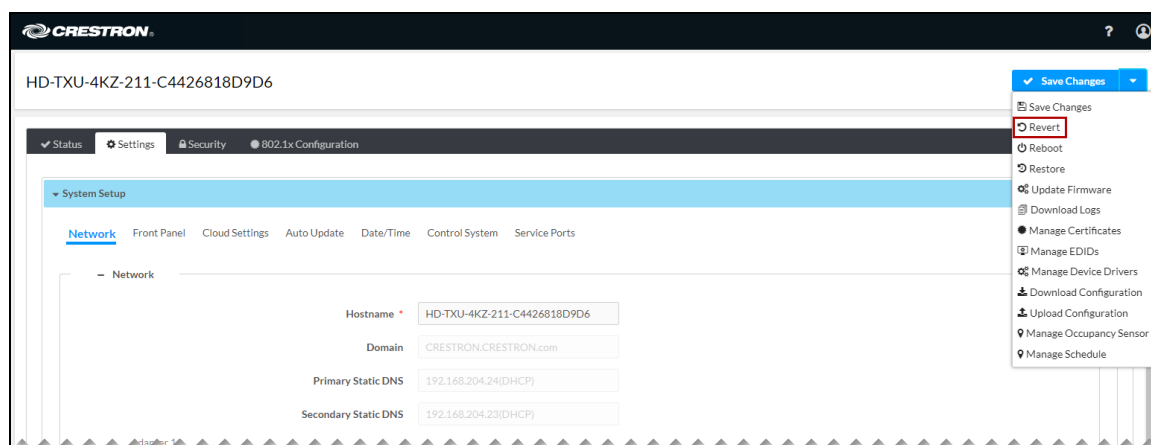 CRESTRON®
?
HD-TXU-4KZ-211-C4426818D9D6
Save Changes
Save Changes
Revert
Reboot
Restore
Update Firmware
Download Logs
Manage Certificates
Manage EDIDs
Manage Device Drivers
Download Configuration
Upload Configuration
Manage Occupancy Sensor
Manage Schedule
Status Settings Security 802.1x Configuration
System Setup
Network Front Panel Cloud Settings Auto Update Date/Time Control System Service Ports
– Network
Hostname * HD-TXU-4KZ-211-C4426818D9D6
Domain CRESTRON.CRESTRON.com
Primary Static DNS 192.168.204.24(DHCP)
Secondary Static DNS 192.168.204.23(DHCP)